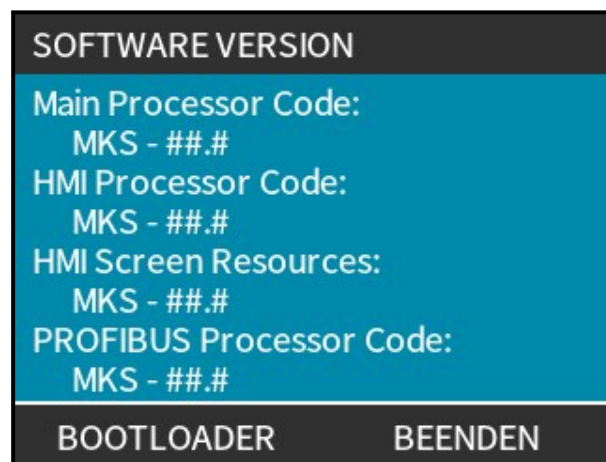 SOFTWARE VERSION
Main Processor Code:
MKS - ##.#
HMI Processor Code:
MKS - ##.#
HMI Screen Resources:
MKS - ##.#
PROFIBUS Processor Code:
MKS - ##.#
BOOTLOADER BEENDEN